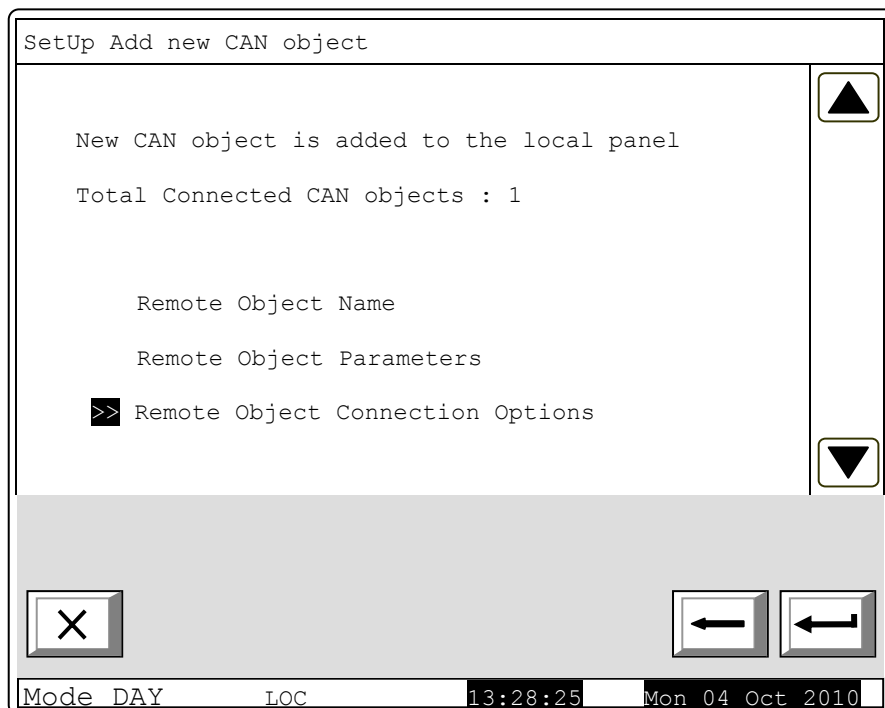 SetUp Add new CAN object
New CAN object is added to the local panel
Total Connected CAN objects : 1
Remote Object Name
Remote Object Parameters
>> Remote Object Connection Options
Mode DAY LOC 13:28:25 Mon 04 Oct 2010